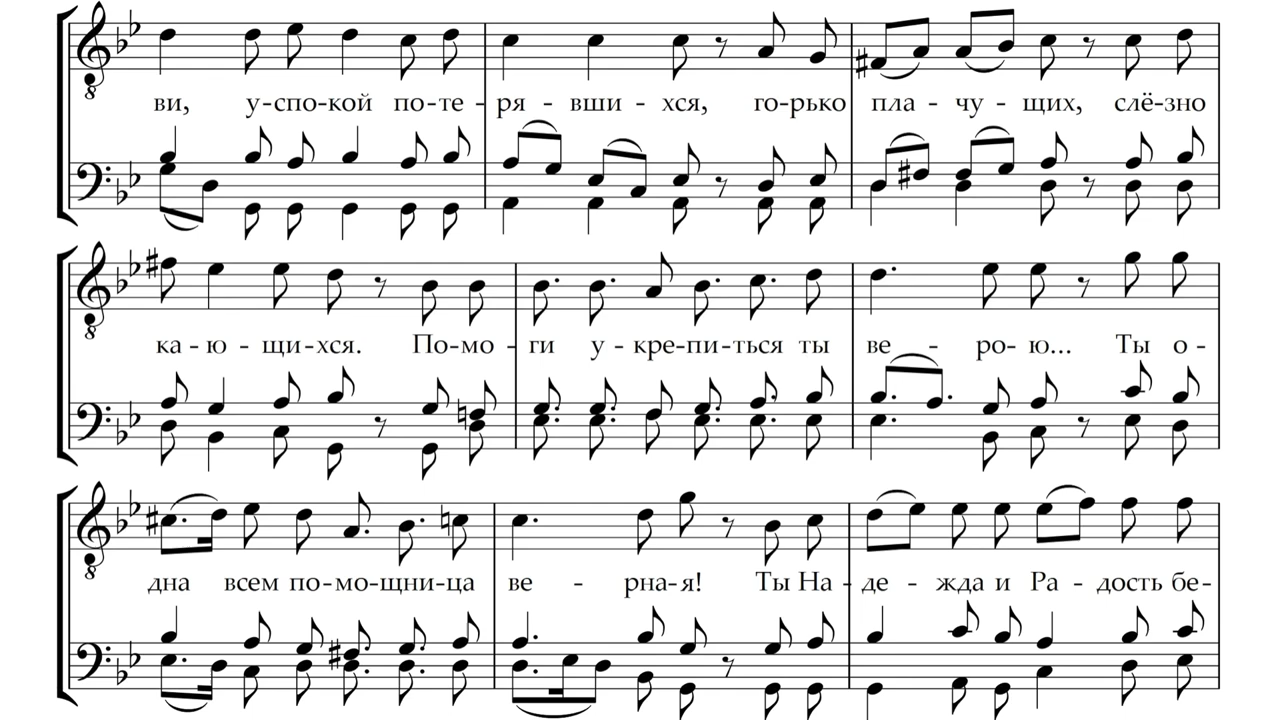 ви, у-спо-кой по-те - ря - вши - хся, го-рько пла - чу - щих, слё-зно
ка-ю - щи-хся. По-мо - ги у-кре-пи-ться ты ве - ро-ю... Ты о-
дна всем по-мо-щни-ца ве - рна-я! Ты На - де - жда и Ра - дость бе-